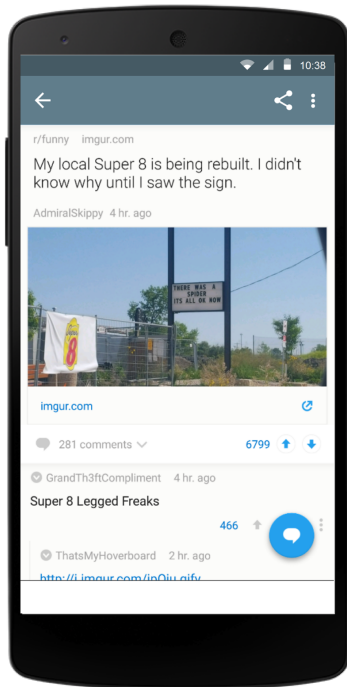 10:38
r/funny imgur.com
My local Super 8 is being rebuilt. I didn't
know why until I saw the sign.
AdmiralSkippy 4 hr. ago
THERE WAS A
SPIDER
ITS ALL OK NOW
8
imgur.com
281 comments
6799
GrandTh3ftCompliment 4 hr. ago
Super 8 Legged Freaks
466
ThatsMyHoverboard 2 hr. ago